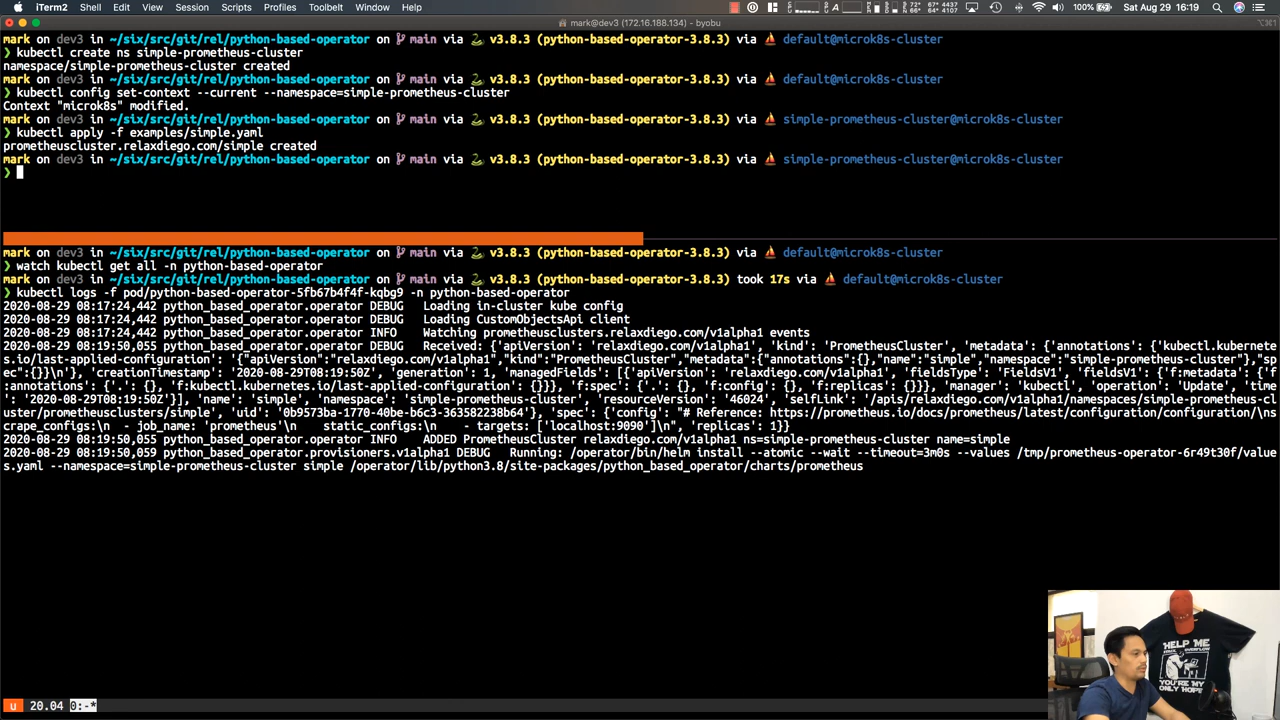 iTerm2 Shell Edit View Session Scripts Profiles Toolbelt Window Help 100% Sat Aug 29 16:19
mark@dev3 (172.16.188.134) – byobu
mark on dev3 in ~/six/src/git/rel/python-based-operator on main via v3.8.3 (python-based-operator-3.8.3) via default@microk8s-cluster
❯ kubectl create ns simple-prometheus-cluster
namespace/simple-prometheus-cluster created
mark on dev3 in ~/six/src/git/rel/python-based-operator on main via v3.8.3 (python-based-operator-3.8.3) via default@microk8s-cluster
❯ kubectl config set-context --current --namespace=simple-prometheus-cluster
Context "microk8s" modified.
mark on dev3 in ~/six/src/git/rel/python-based-operator on main via v3.8.3 (python-based-operator-3.8.3) via simple-prometheus-cluster@microk8s-cluster
❯ kubectl apply -f examples/simple.yaml
prometheuscluster.relaxdiego.com/simple created
mark on dev3 in ~/six/src/git/rel/python-based-operator on main via v3.8.3 (python-based-operator-3.8.3) via simple-prometheus-cluster@microk8s-cluster
❯
mark on dev3 in ~/six/src/git/rel/python-based-operator on main via v3.8.3 (python-based-operator-3.8.3) via default@microk8s-cluster
❯ watch kubectl get all -n python-based-operator
mark on dev3 in ~/six/src/git/rel/python-based-operator on main via v3.8.3 (python-based-operator-3.8.3) took 17s via default@microk8s-cluster
❯ kubectl logs -f pod/python-based-operator-5fb67b4f4f-kqbg9 -n python-based-operator
2020-08-29 08:17:24,442 python_based_operator.operator DEBUG Loading in-cluster kube config
2020-08-29 08:17:24,442 python_based_operator.operator DEBUG Loading CustomObjectsApi client
2020-08-29 08:17:24,442 python_based_operator.operator INFO Watching prometheusclusters.relaxdiego.com/v1alpha1 events
2020-08-29 08:19:50,055 python_based_operator.operator DEBUG Received: {'apiVersion': 'relaxdiego.com/v1alpha1', 'kind': 'PrometheusCluster', 'metadata': {'annotations': {'kubectl.kubernete
s.io/last-applied-configuration': '{"apiVersion":"relaxdiego.com/v1alpha1","kind":"PrometheusCluster","metadata":{"annotations":{},"name":"simple","namespace":"simple-prometheus-cluster"},"sp
ec":{}}\n'}, 'creationTimestamp': '2020-08-29T08:19:50Z', 'generation': 1, 'managedFields': [{'apiVersion': 'relaxdiego.com/v1alpha1', 'fieldsType': 'FieldsV1', 'fieldsV1': {'f:metadata': {'f
:annotations': {'.': {}, 'f:kubectl.kubernetes.io/last-applied-configuration': {}}}, 'f:spec': {'.': {}, 'f:config': {}, 'f:replicas': {}}}, 'manager': 'kubectl', 'operation': 'Update', 'time
': '2020-08-29T08:19:50Z'}], 'name': 'simple', 'namespace': 'simple-prometheus-cluster', 'resourceVersion': '46024', 'selfLink': '/apis/relaxdiego.com/v1alpha1/namespaces/simple-prometheus-cl
uster/prometheusclusters/simple', 'uid': '0b9573ba-1770-40be-b6c3-363582238b64'}, 'spec': {'config': "# Reference: https://prometheus.io/docs/prometheus/latest/configuration/configuration/\ns
crape_configs:\n - job_name: 'prometheus'\n static_configs:\n - targets: ['localhost:9090']\n", 'replicas': 1}}
2020-08-29 08:19:50,059 python_based_operator.operator INFO ADDED PrometheusCluster relaxdiego.com/v1alpha1 ns=simple-prometheus-cluster name=simple
2020-08-29 08:19:50,059 python_based_operator.provisioners.v1alpha1 DEBUG Running: /operator/bin/helm install --atomic --wait --timeout=3m0s --values /tmp/prometheus-operator-6r49t30f/value
s.yaml --namespace=simple-prometheus-cluster simple /operator/lib/python3.8/site-packages/python_based_operator/charts/prometheus
HELP ME
YOU'RE MY
ONLY HOPE
u 20.04 0:-*